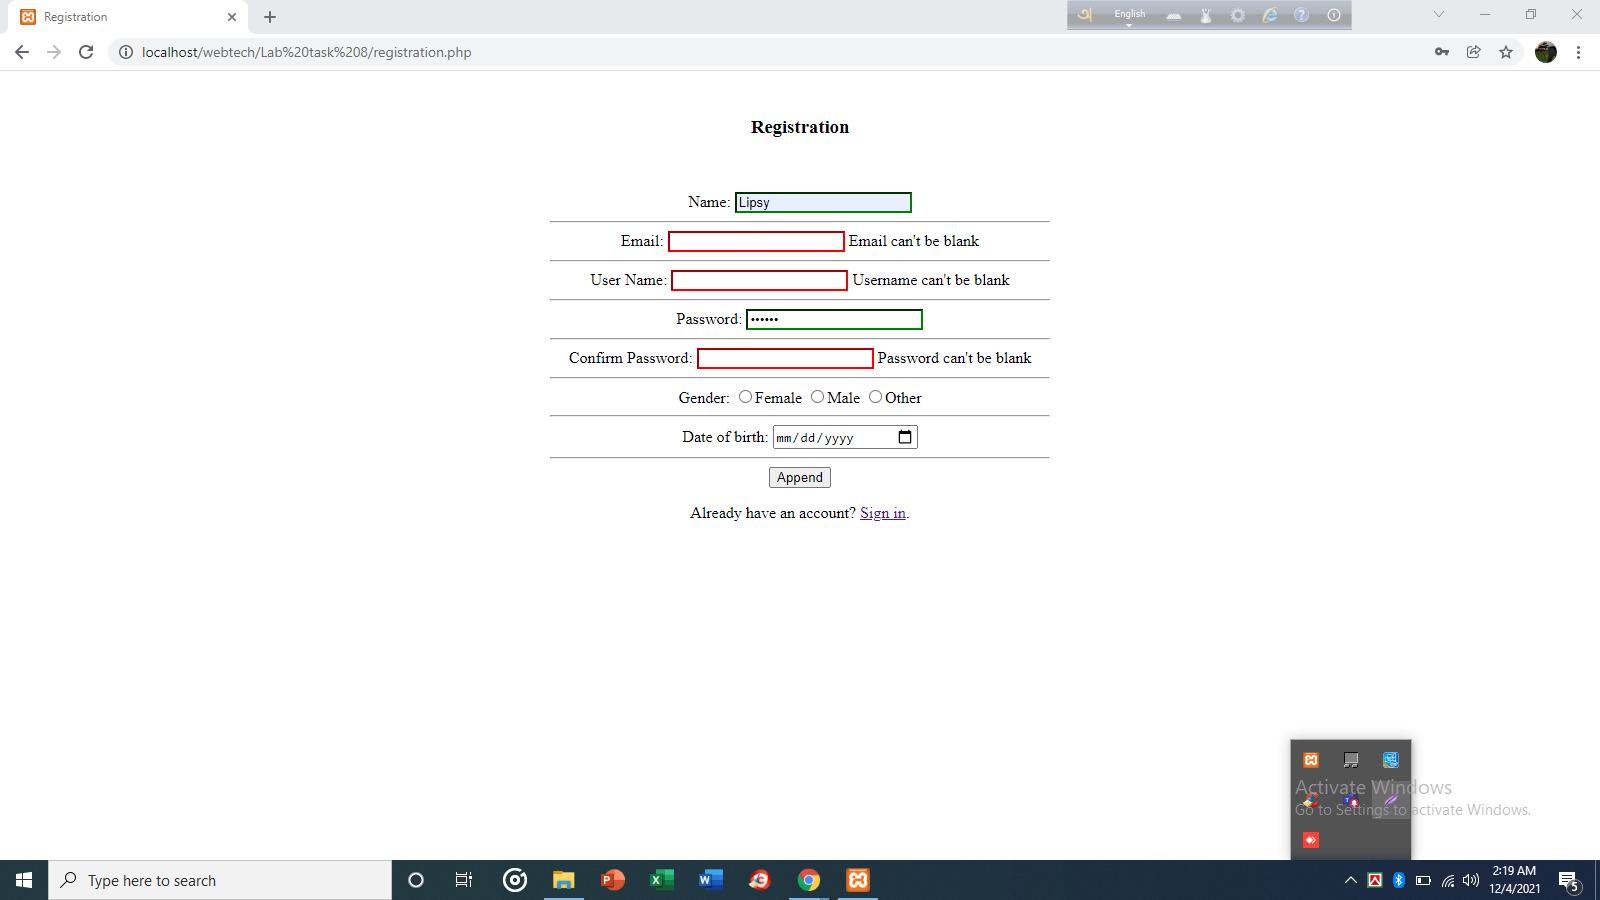 Registration
English
localhost/webtech/Lab%20task%208/registration.php
Registration
Name: Lipsy
Email: Email can't be blank
User Name: Username can't be blank
Password: ••••••
Confirm Password: Password can't be blank
Gender: Female Male Other
Date of birth: mm/dd/yyyy
Append
Already have an account? Sign in.
Activate Windows
Go to Settings to activate Windows.
Type here to search
2:19 AM
12/4/2021
5